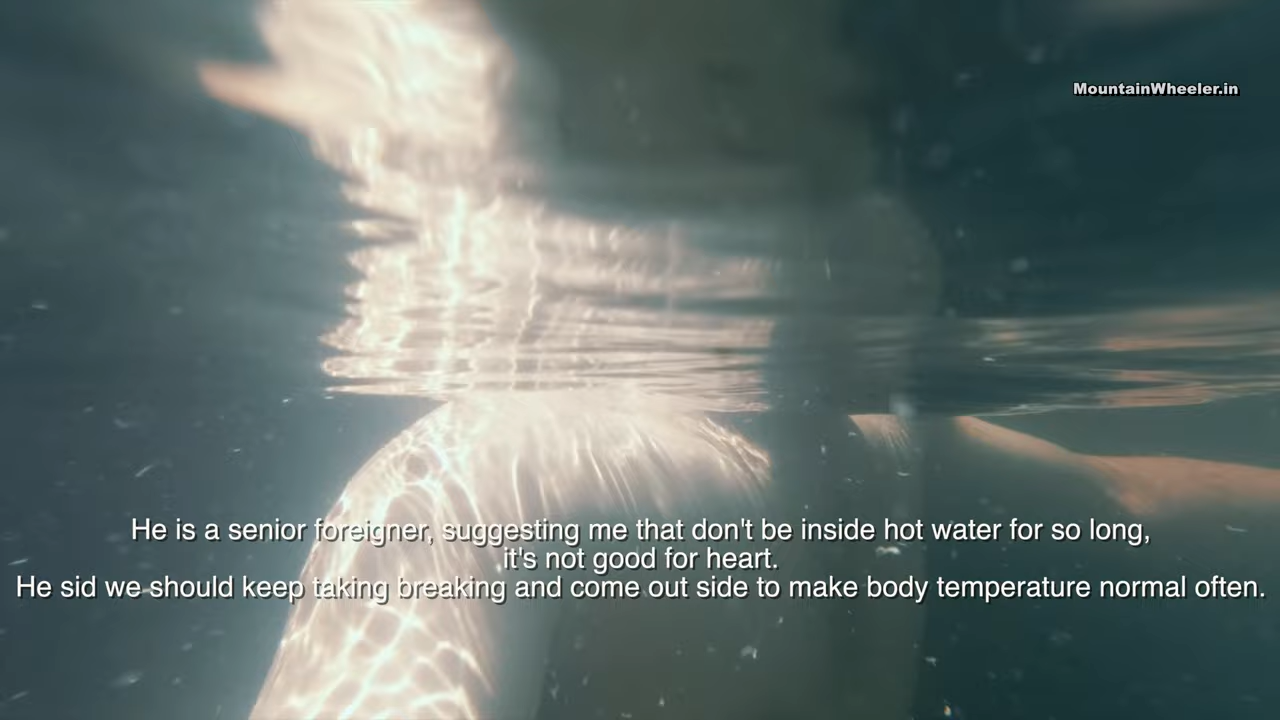 MountainWheeler.in
He is a senior foreigner, suggesting me that don't be inside hot water for so long,
it's not good for heart.
He sid we should keep taking breaking and come out side to make body temperature normal often.